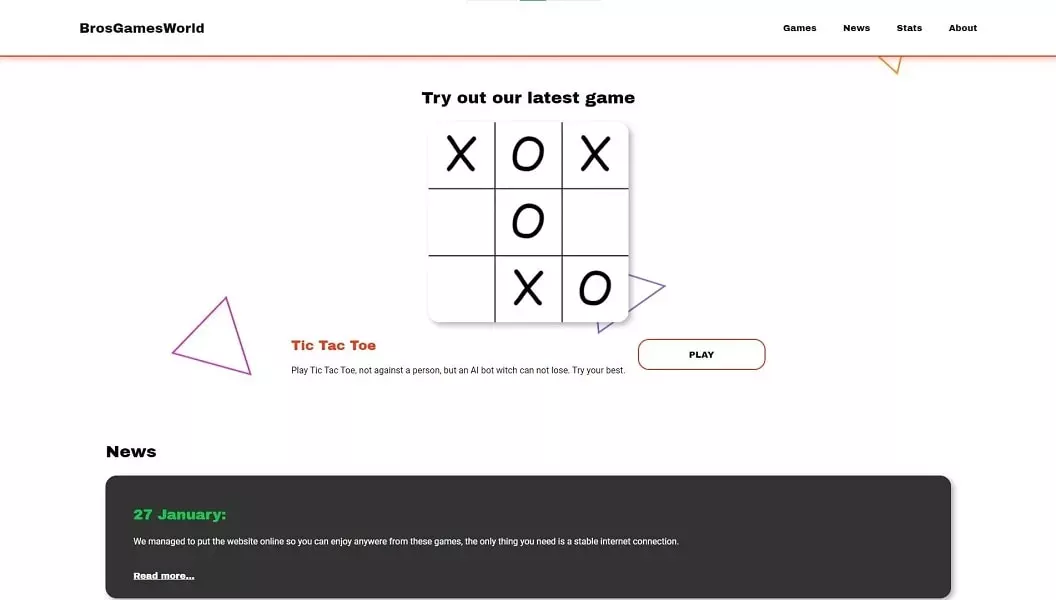 BrosGamesWorld
Games News Stats About
Try out our latest game
X O X
O
X O
Tic Tac Toe
Play Tic Tac Toe, not against a person, but an AI bot witch can not lose. Try your best.
PLAY
News
27 January:
We managed to put the website online so you can enjoy anywere from these games, the only thing you need is a stable internet connection.
Read more...